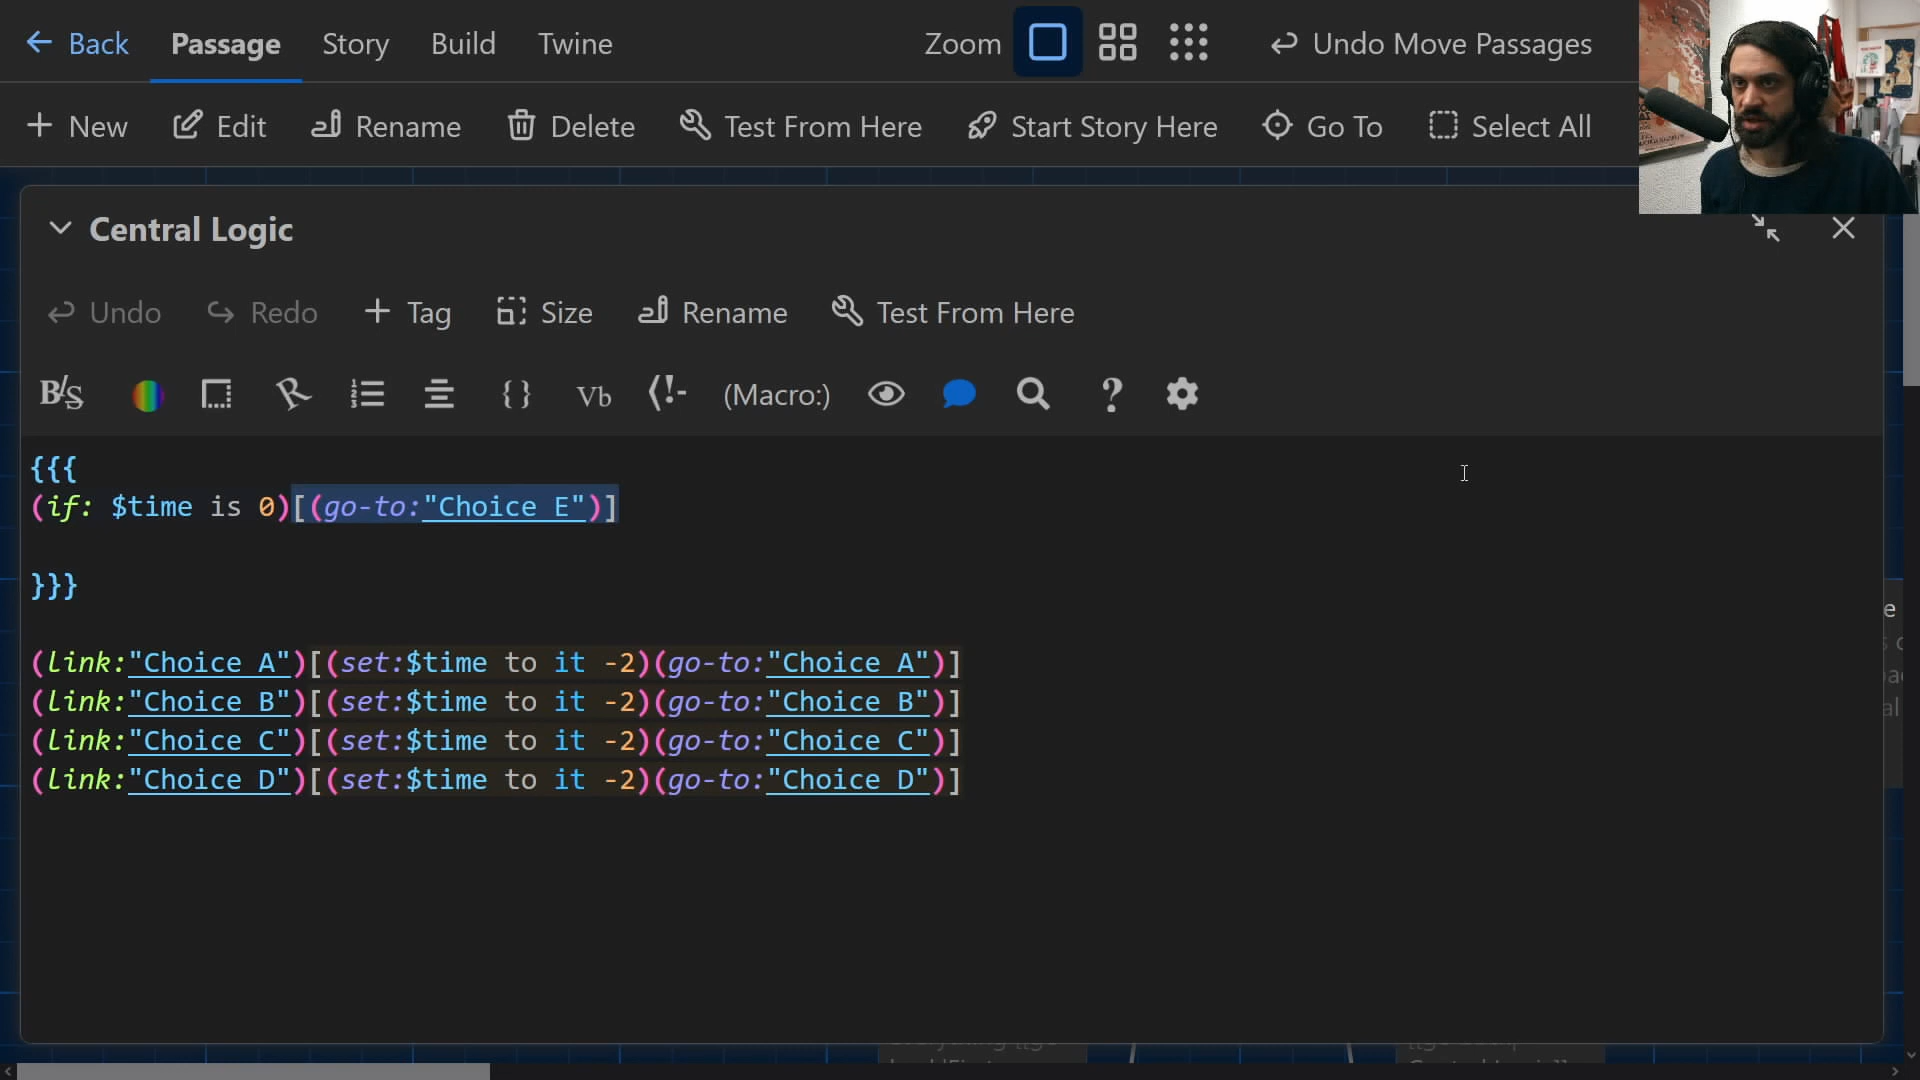 Back Passage Story Build Twine Zoom Undo Move Passages
New Edit Rename Delete Test From Here Start Story Here Go To Select All
Central Logic
Undo Redo + Tag Size Rename Test From Here
B/S { } Vb (!- (Macro:) ?
{{{
(if: $time is 0)[(go-to:"Choice E")]
}}}
(link:"Choice A")[(set:$time to it -2)(go-to:"Choice A")]
(link:"Choice B")[(set:$time to it -2)(go-to:"Choice B")]
(link:"Choice C")[(set:$time to it -2)(go-to:"Choice C")]
(link:"Choice D")[(set:$time to it -2)(go-to:"Choice D")]